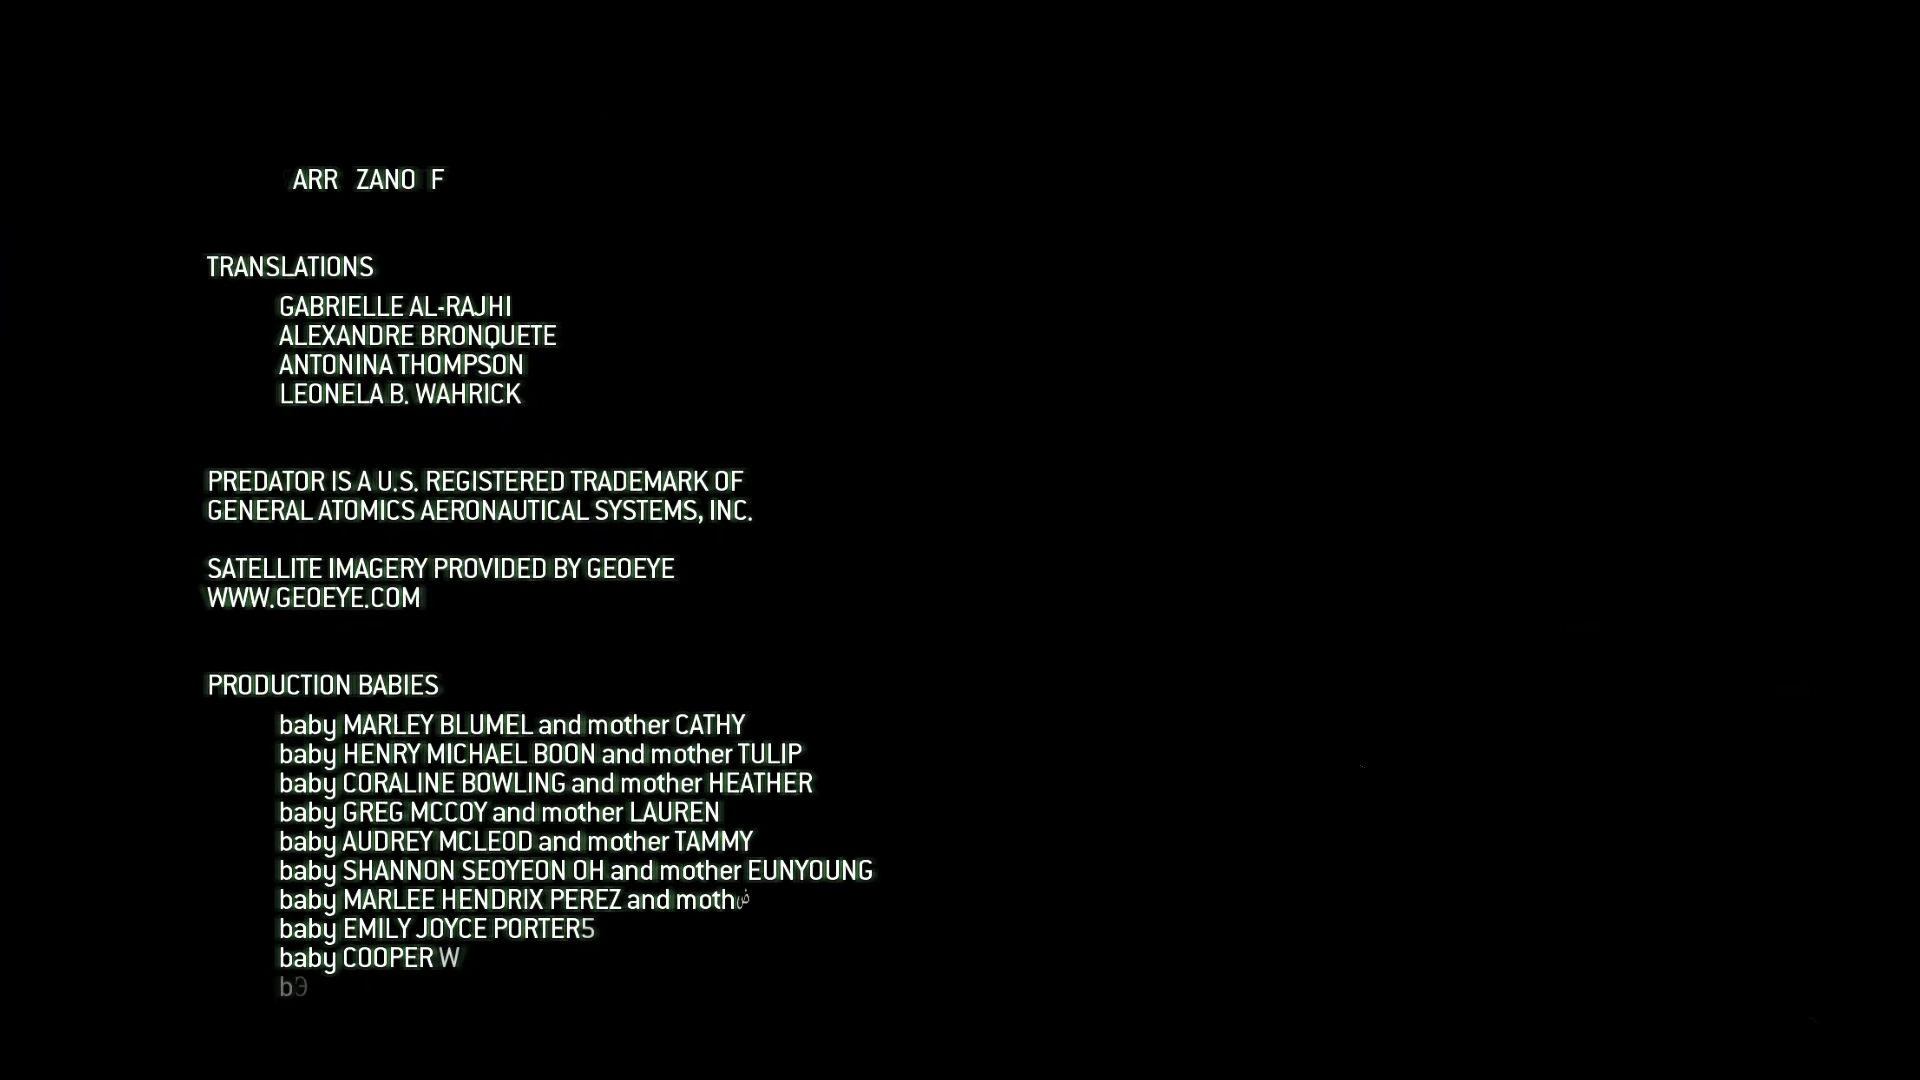 ARR ZANO F
TRANSLATIONS
GABRIELLE AL-RAJHI
ALEXANDRE BRONQUETE
ANTONINA THOMPSON
LEONELA B. WAHRICK
PREDATOR IS A U.S. REGISTERED TRADEMARK OF
GENERAL ATOMICS AERONAUTICAL SYSTEMS, INC.
SATELLITE IMAGERY PROVIDED BY GEOEYE
WWW.GEOEYE.COM
PRODUCTION BABIES
baby MARLEY BLUMEL and mother CATHY
baby HENRY MICHAEL BOON and mother TULIP
baby CORALINE BOWLING and mother HEATHER
baby GREG MCCOY and mother LAUREN
baby AUDREY MCLEOD and mother TAMMY
baby SHANNON SEOYEON OH and mother EUNYOUNG
baby MARLEE HENDRIX PEREZ and moth
baby EMILY JOYCE PORTER5
baby COOPER W